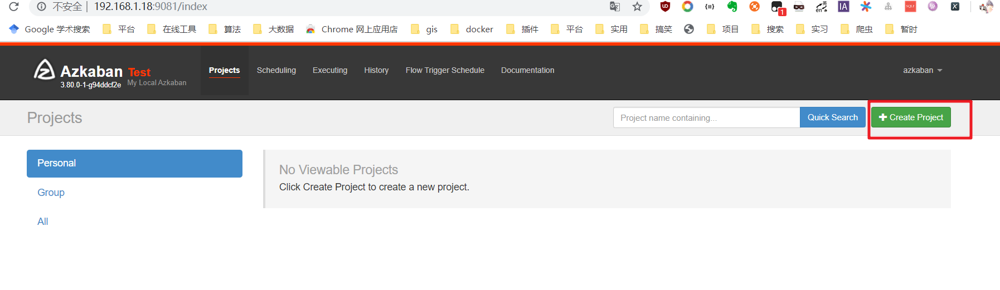 不安全 | 192.168.1.18:9081/index
Google 学术搜索 平台 在线工具 算法 大数据 Chrome 网上应用店 gis docker 插件 平台 实用 搞笑 项目 搜索 实习 爬虫 暂时
Azkaban Test Projects Scheduling Executing History Flow Trigger Schedule Documentation azkaban
3.80.0-1-g94ddcf2e My Local Azkaban
Projects Project name containing... Quick Search Create Project
Personal
Group
All
No Viewable Projects
Click Create Project to create a new project.